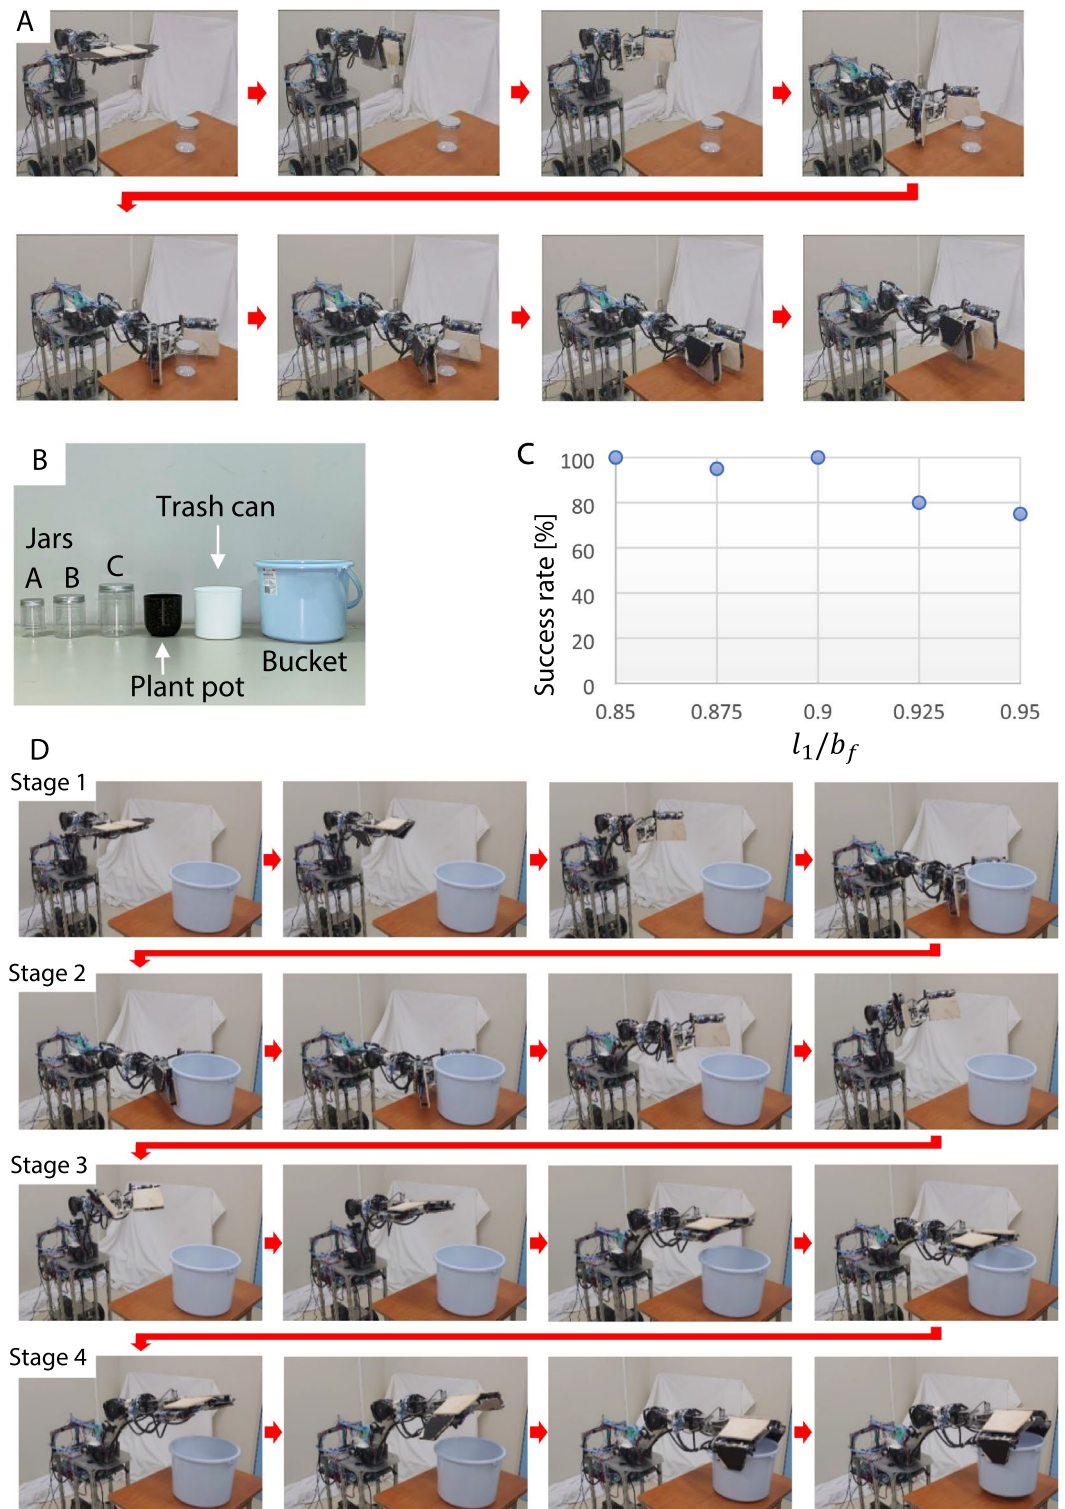 A
B
Trash can
Jars
A
B
C
Bucket
Plant pot
C
Success rate [%]
100
80
60
40
20
0
0.85
0.875
0.9
0.925
0.95
l₁/b_f
D
Stage 1
Stage 2
Stage 3
Stage 4